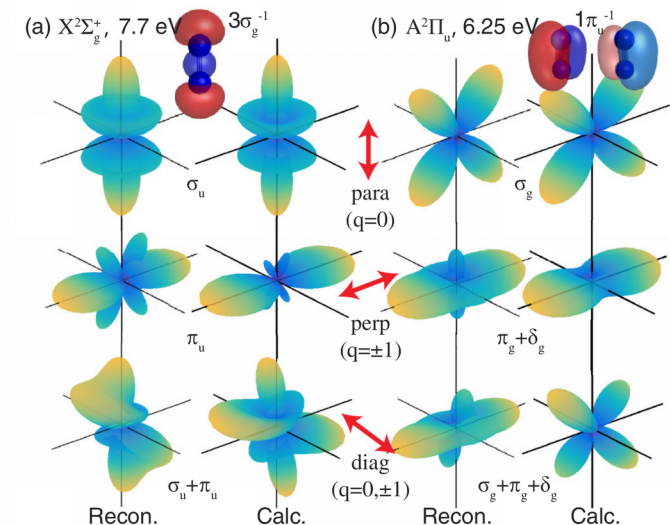 (a) X²Σg⁺, 7.7 eV 3σg⁻¹ (b) A²Πu, 6.25 eV 1πu⁻¹
σu para (q=0) σg
πu perp (q=±1) πg+δg
σu+πu diag (q=0,±1) σg+πg+δg
Recon. Calc. Recon. Calc.